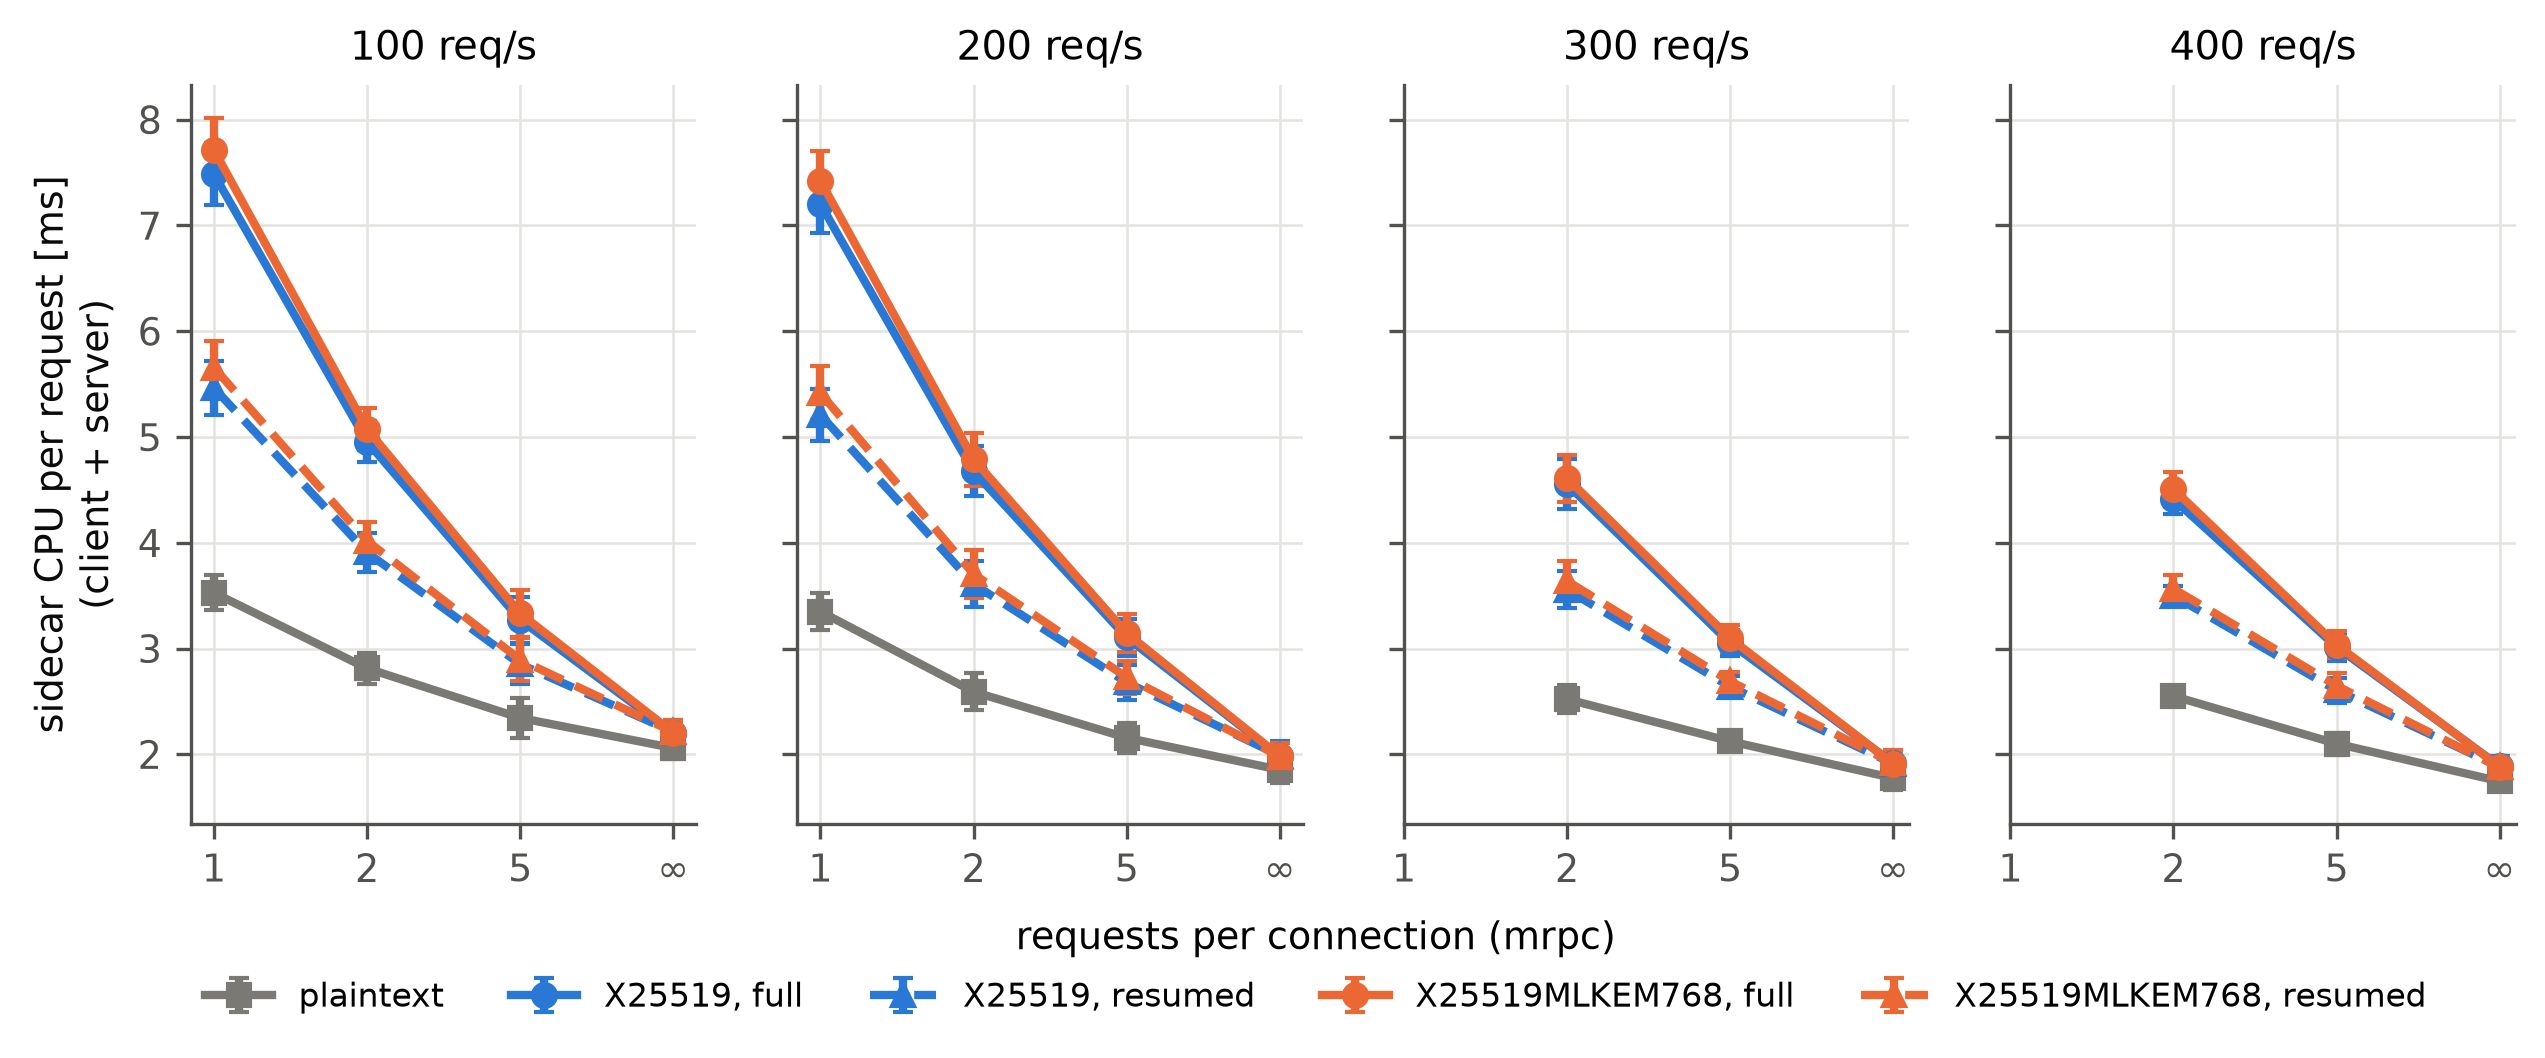 100 req/s 200 req/s 300 req/s 400 req/s
sidecar CPU per request [ms]
(client + server)
8
7
6
5
4
3
2
1 2 5 ∞ 1 2 5 ∞ 1 2 5 ∞ 1 2 5 ∞
requests per connection (mrpc)
plaintext X25519, full X25519, resumed X25519MLKEM768, full X25519MLKEM768, resumed